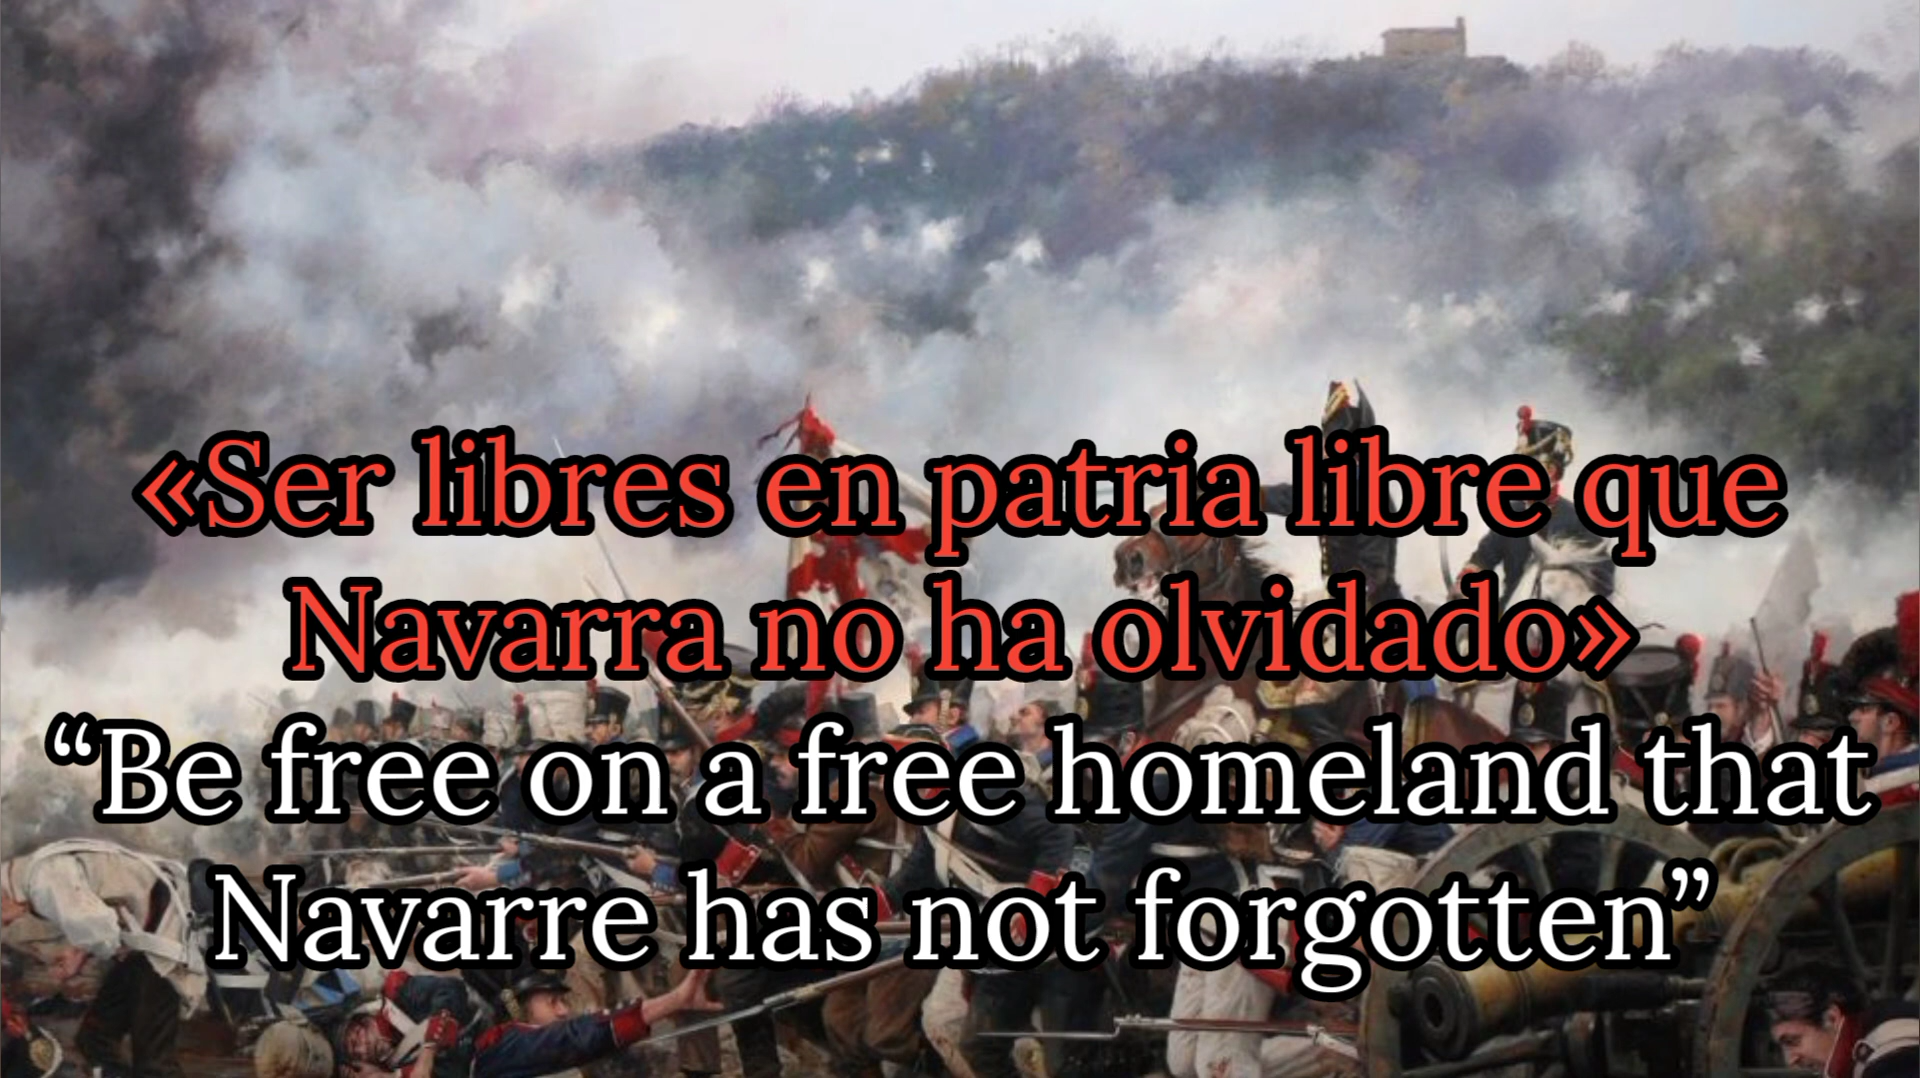 «Ser libres en patria libre que
Navarra no ha olvidado»
“Be free on a free homeland that
Navarre has not forgotten”